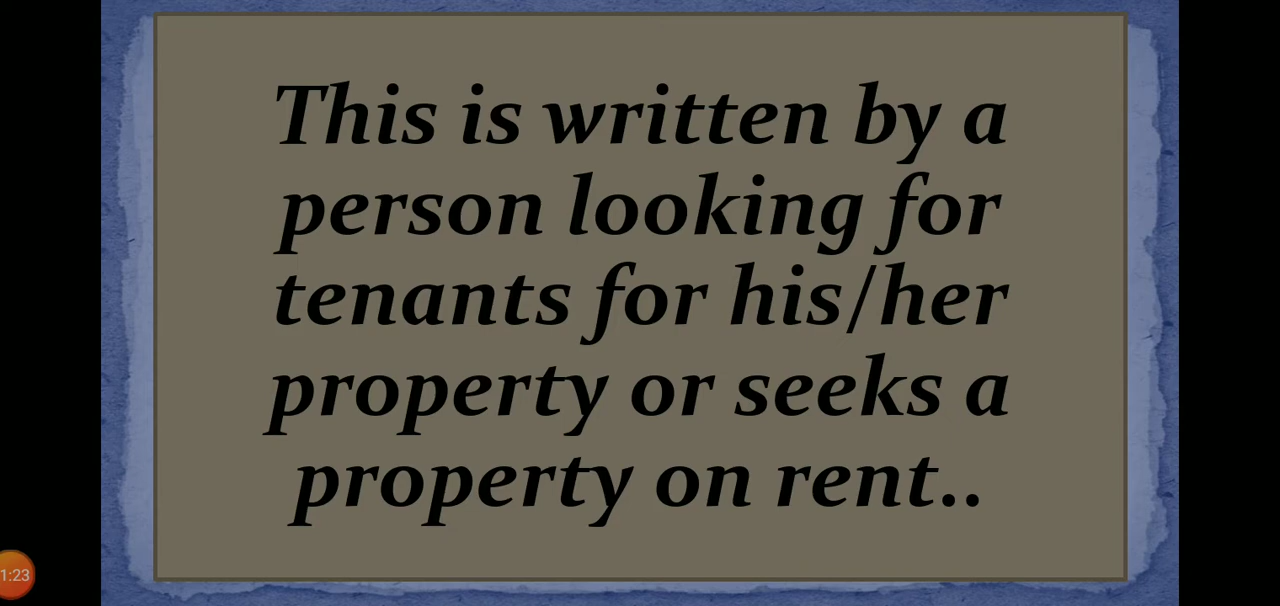 This is written by a
person looking for
tenants for his/her
property or seeks a
property on rent..
1:23